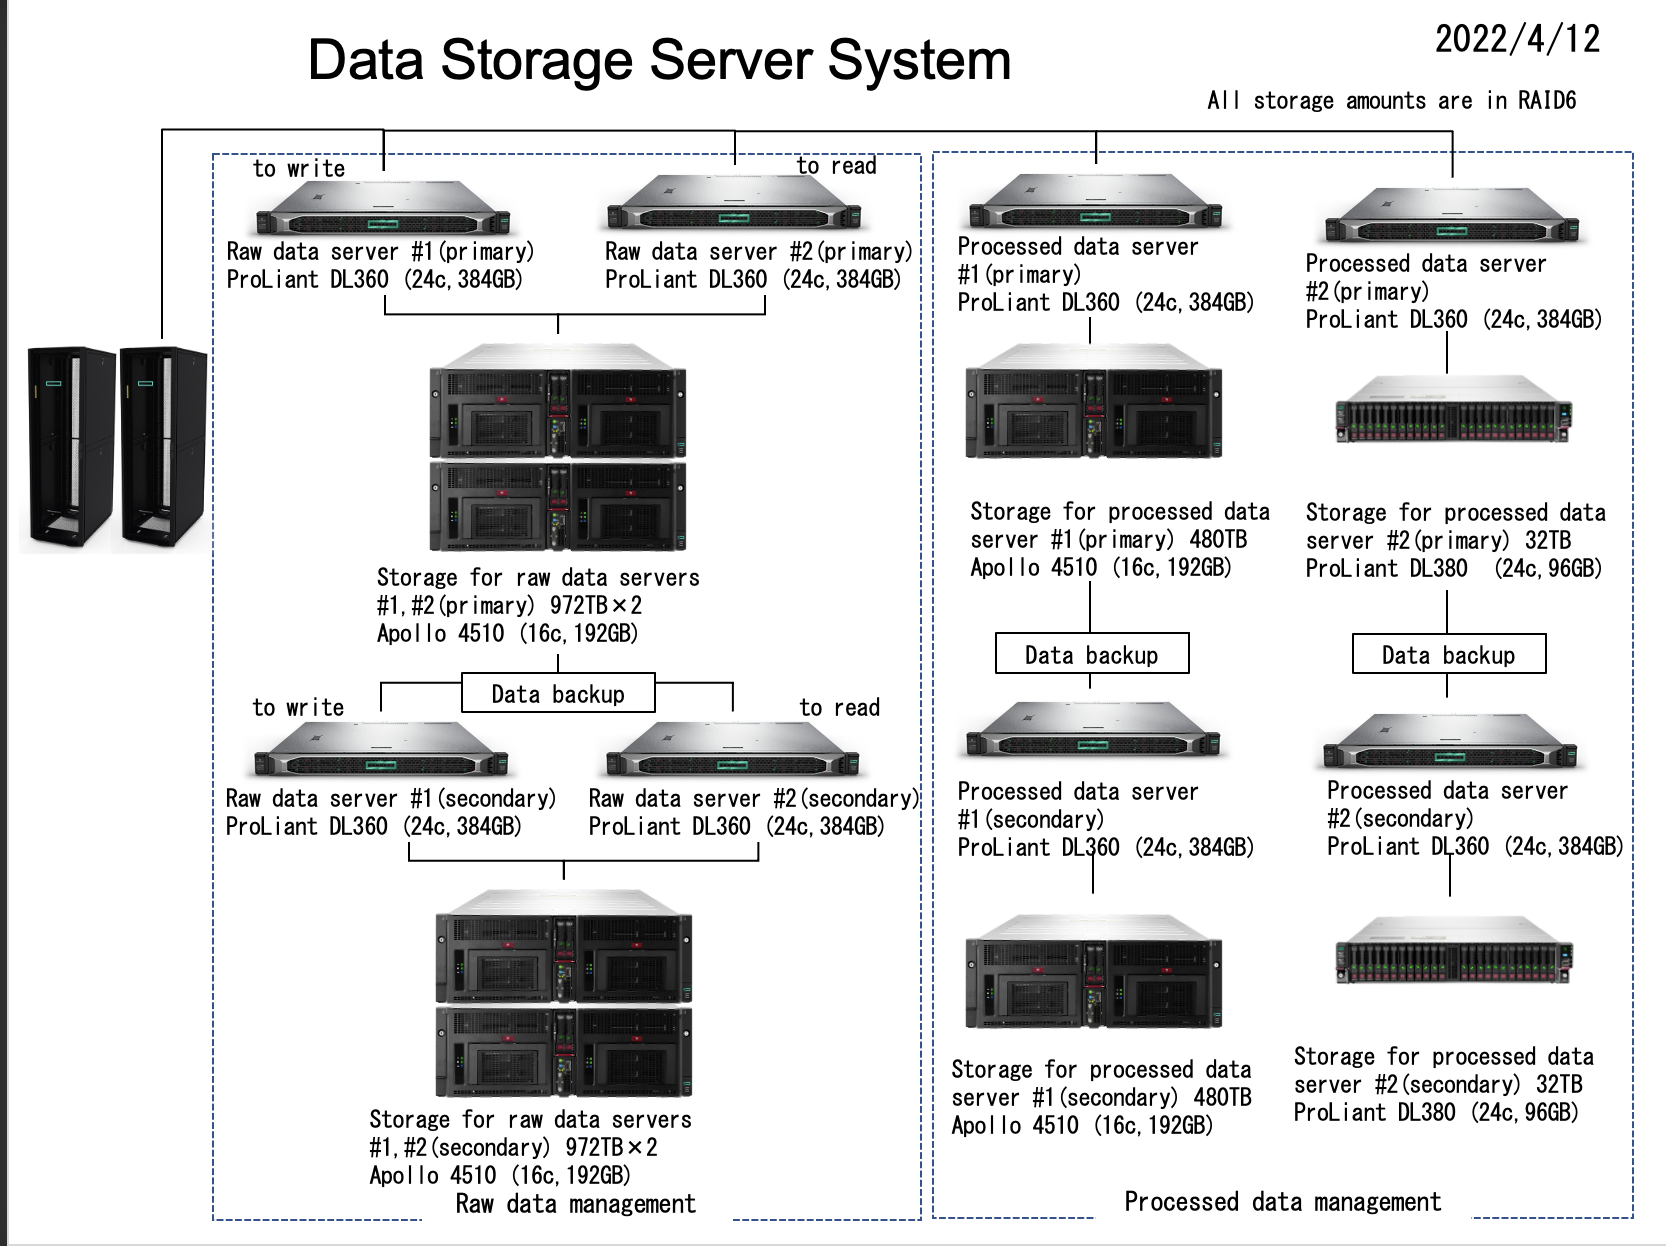 Data Storage Server System
2022/4/12
All storage amounts are in RAID6
to write
to read
Raw data server #1(primary)
ProLiant DL360 (24c,384GB)
Raw data server #2(primary)
ProLiant DL360 (24c,384GB)
Storage for raw data servers
#1,#2(primary) 972TB×2
Apollo 4510 (16c,192GB)
Data backup
to write
to read
Raw data server #1(secondary)
ProLiant DL360 (24c,384GB)
Raw data server #2(secondary)
ProLiant DL360 (24c,384GB)
Storage for raw data servers
#1,#2(secondary) 972TB×2
Apollo 4510 (16c,192GB)
Raw data management
Processed data server
#1(primary)
ProLiant DL360 (24c,384GB)
Processed data server
#2(primary)
ProLiant DL360 (24c,384GB)
Storage for processed data
server #1(primary) 480TB
Apollo 4510 (16c,192GB)
Storage for processed data
server #2(primary) 32TB
ProLiant DL380 (24c,96GB)
Data backup
Data backup
Processed data server
#1(secondary)
ProLiant DL360 (24c,384GB)
Processed data server
#2(secondary)
ProLiant DL360 (24c,384GB)
Storage for processed data
server #1(secondary) 480TB
Apollo 4510 (16c,192GB)
Storage for processed data
server #2(secondary) 32TB
ProLiant DL380 (24c,96GB)
Processed data management